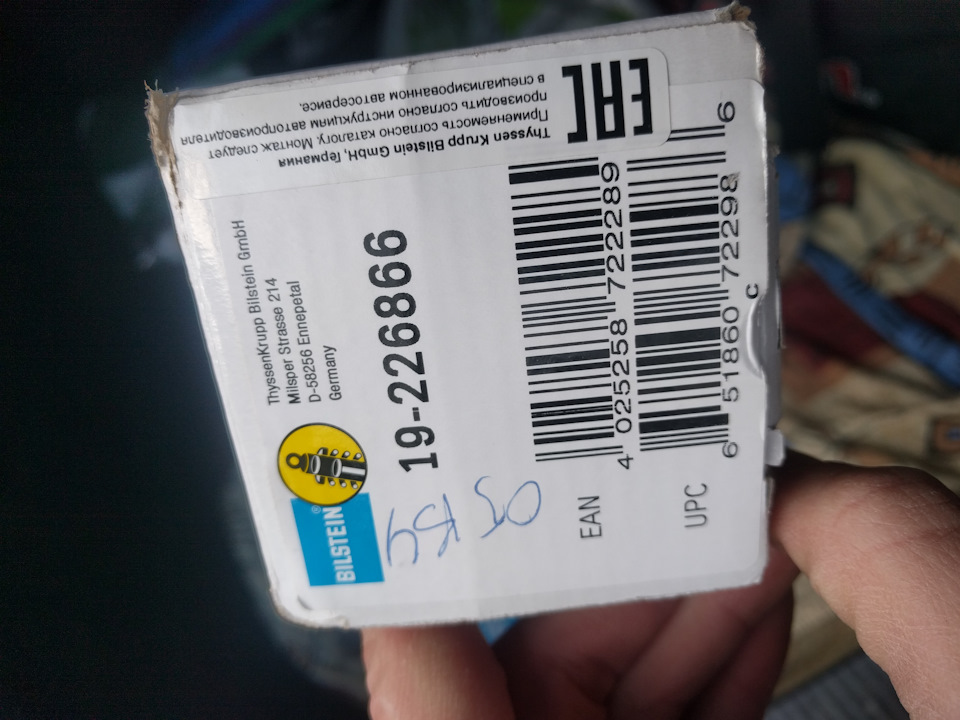 ThyssenKrupp Bilstein GmbH
Milsper Strasse 214
D-58256 Ennepetal
Germany
BILSTEIN®
19-226866
EAN
4 025258 722289
UPC
6 51860 72298 6
C
Thyssen Krupp Bilstein GmbH, Германия
Применяемость согласно каталогу. Монтаж следует
производить согласно инструкциям автопроизводителя
в специализированном автосервисе.
EAC